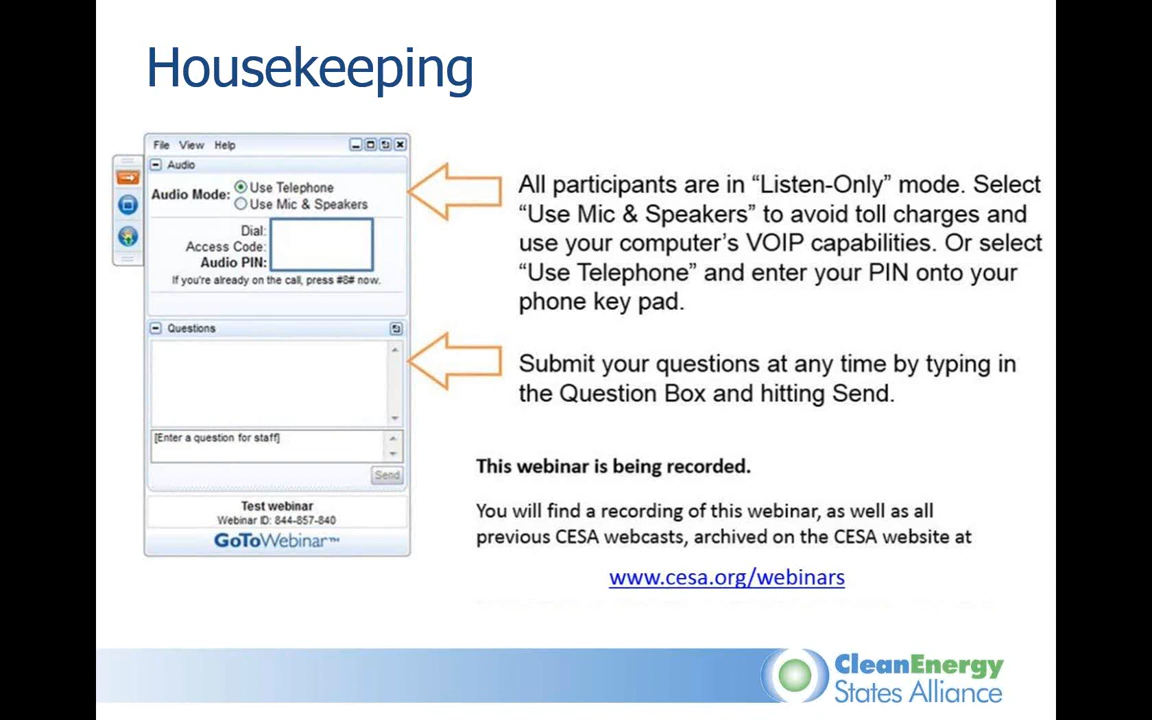 Housekeeping
File View Help
Audio
Audio Mode: Use Telephone
Use Mic & Speakers
Dial:
Access Code:
Audio PIN:
If you're already on the call, press #8# now.
Questions
[Enter a question for staff]
Send
Test webinar
Webinar ID: 844-857-840
GoToWebinar™
All participants are in “Listen-Only” mode. Select
“Use Mic & Speakers” to avoid toll charges and
use your computer’s VOIP capabilities. Or select
“Use Telephone” and enter your PIN onto your
phone key pad.
Submit your questions at any time by typing in
the Question Box and hitting Send.
This webinar is being recorded.
You will find a recording of this webinar, as well as all
previous CESA webcasts, archived on the CESA website at
www.cesa.org/webinars
CleanEnergy
States Alliance